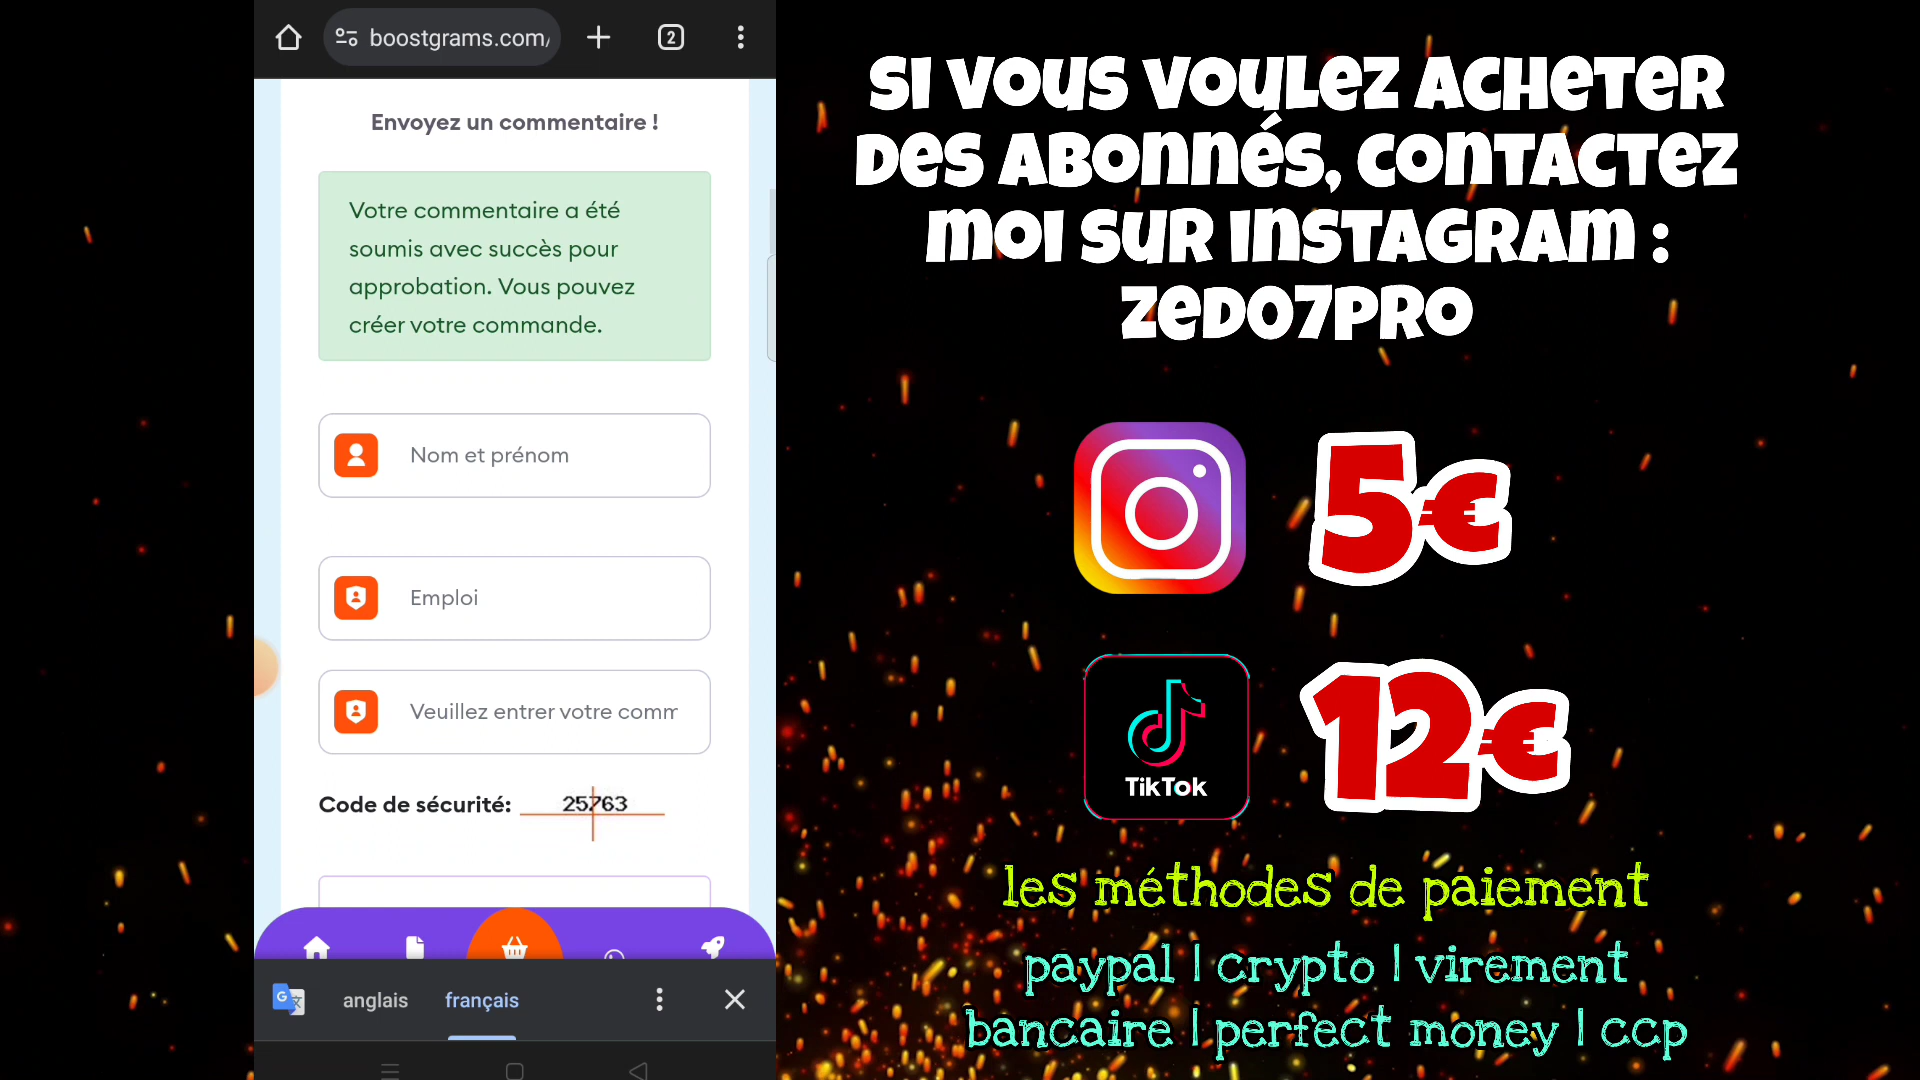 boostgrams.com/
2
Envoyez un commentaire !
Votre commentaire a été
soumis avec succès pour
approbation. Vous pouvez
créer votre commande.
Nom et prénom
Emploi
Veuillez entrer votre comm
Code de sécurité: 25763
anglais français
SI VOUS VOULEZ ACHETER
DES ABONNÉS, CONTACTEZ
MOI SUR INSTAGRAM :
ZEDO7PRO
5€
TikTok
12€
les méthodes de paiement
paypal | crypto | virement
bancaire | perfect money | ccp